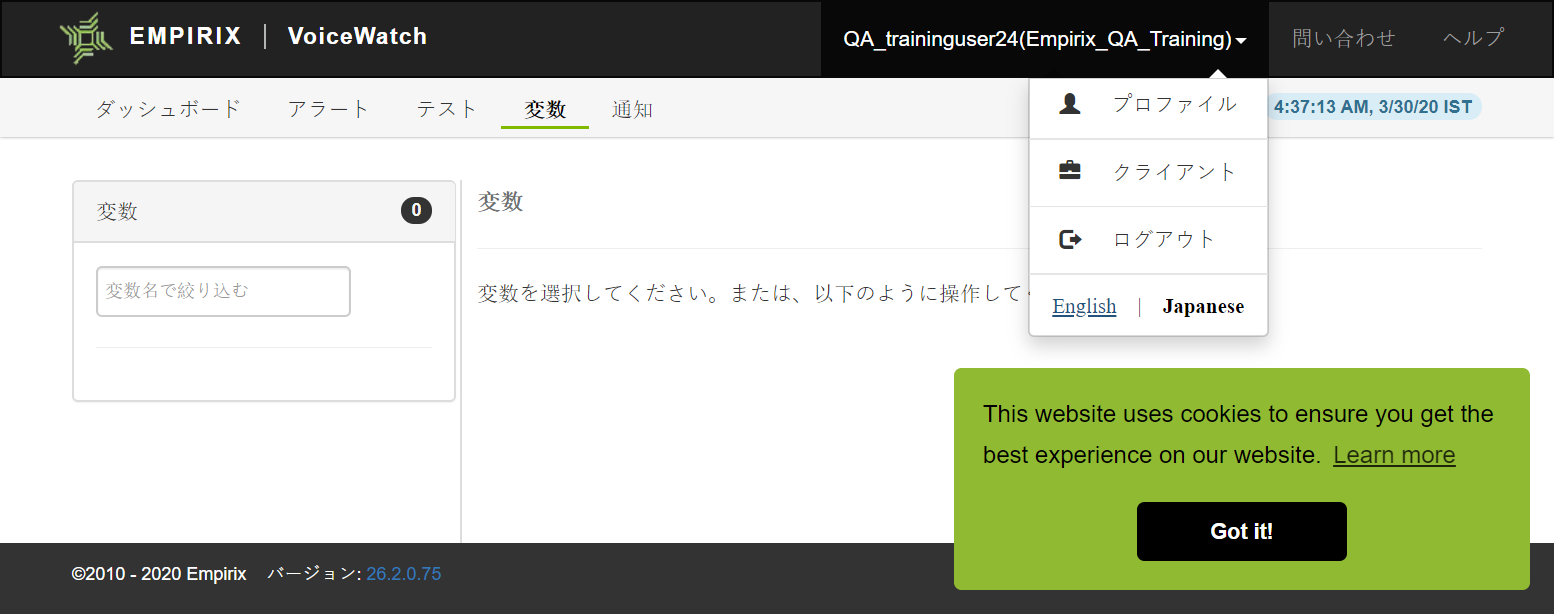 EMPIRIX | VoiceWatch
QA_traininguser24(Empirix_QA_Training)
問い合わせ
ヘルプ
ダッシュボード
アラート
テスト
変数
通知
4:37:13 AM, 3/30/20 IST
プロファイル
クライアント
ログアウト
English | Japanese
変数
0
変数名で絞り込む
変数
変数を選択してください。または、以下のように操作して
This website uses cookies to ensure you get the
best experience on our website. Learn more
Got it!
©2010 - 2020 Empirix バージョン: 26.2.0.75